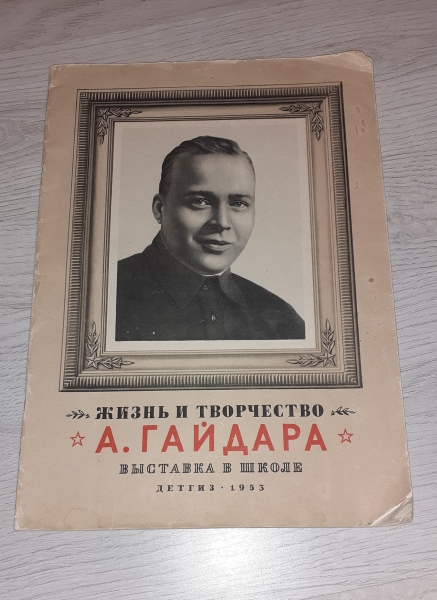 ЖИЗНЬ И ТВОРЧЕСТВО
А. ГАЙДАРА
ВЫСТАВКА В ШКОЛЕ
ДЕТГИЗ · 1953